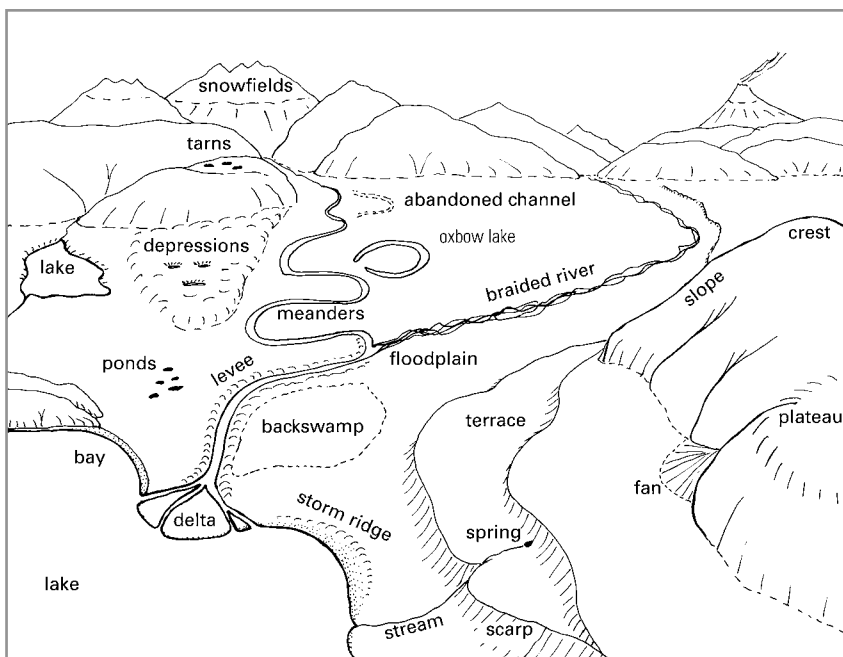 snowfields
tarns
abandoned channel
oxbow lake
crest
depressions
lake
braided river
slope
meanders
floodplain
ponds
levee
terrace
plateau
backswamp
bay
fan
storm ridge
delta
spring
lake
stream
scarp